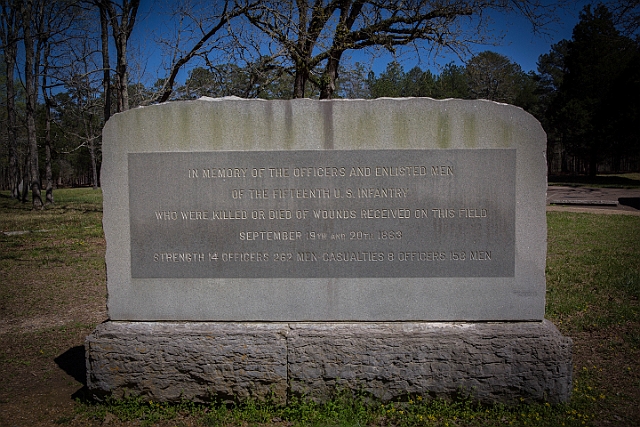 IN MEMORY OF THE OFFICERS AND ENLISTED MEN
OF THE FIFTEENTH U.S. INFANTRY
WHO WERE KILLED OR DIED OF WOUNDS RECEIVED ON THIS FIELD
SEPTEMBER 19TH AND 20TH 1863
STRENGTH 14 OFFICERS 262 MEN CASUALTIES 8 OFFICERS 153 MEN